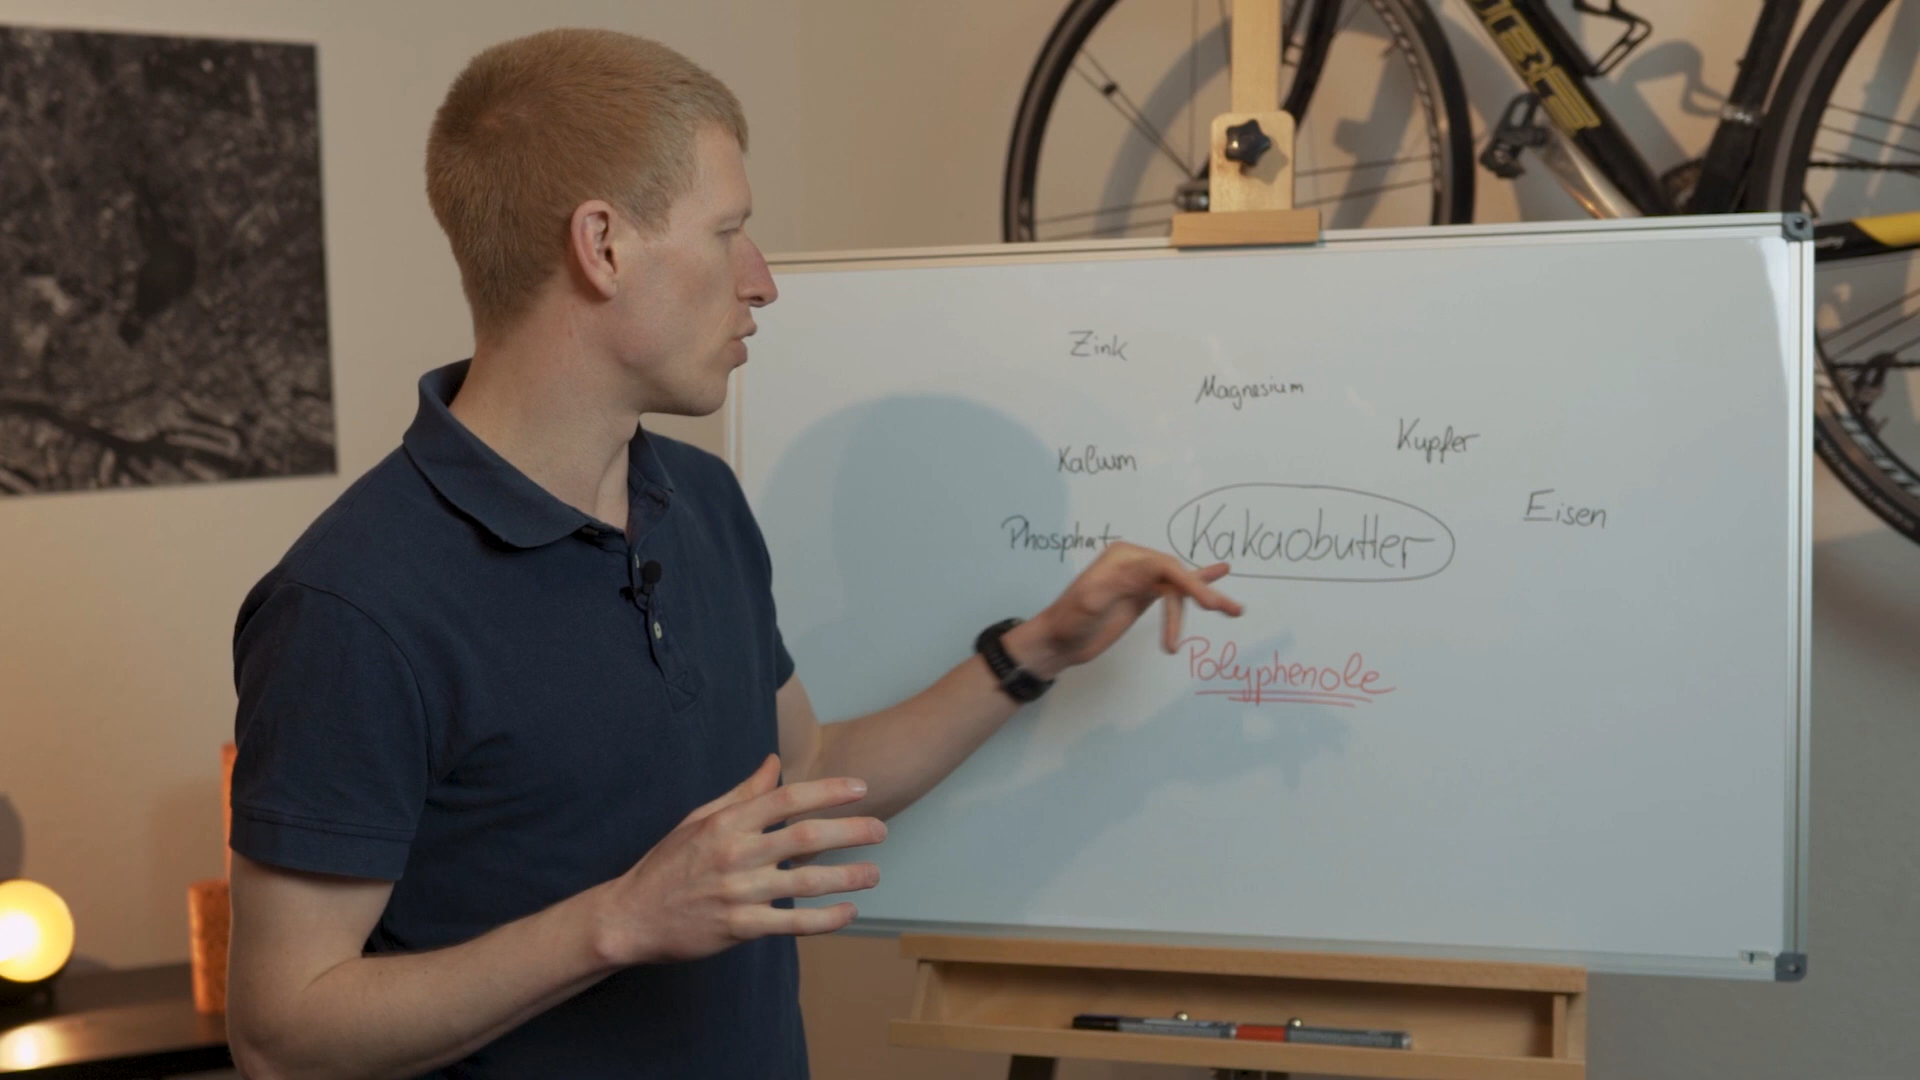 Zink
Magnesium
Kupfer
Kalium
Eisen
Phosphat
Kakaobutter
Polyphenole